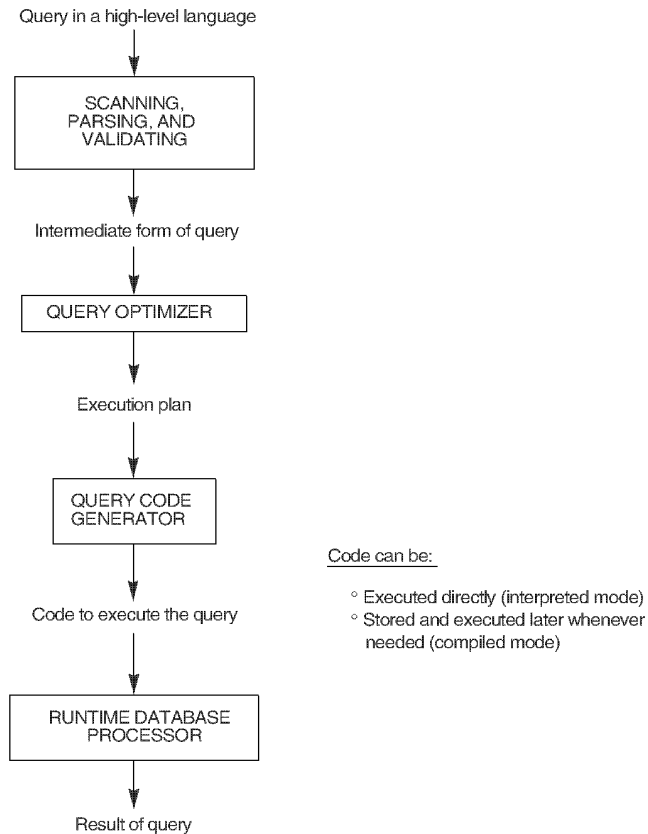 Query in a high-level language
SCANNING,
PARSING, AND
VALIDATING
Intermediate form of query
QUERY OPTIMIZER
Execution plan
QUERY CODE
GENERATOR
Code can be:
° Executed directly (interpreted mode)
Code to execute the query
° Stored and executed later whenever
needed (compiled mode)
RUNTIME DATABASE
PROCESSOR
Result of query